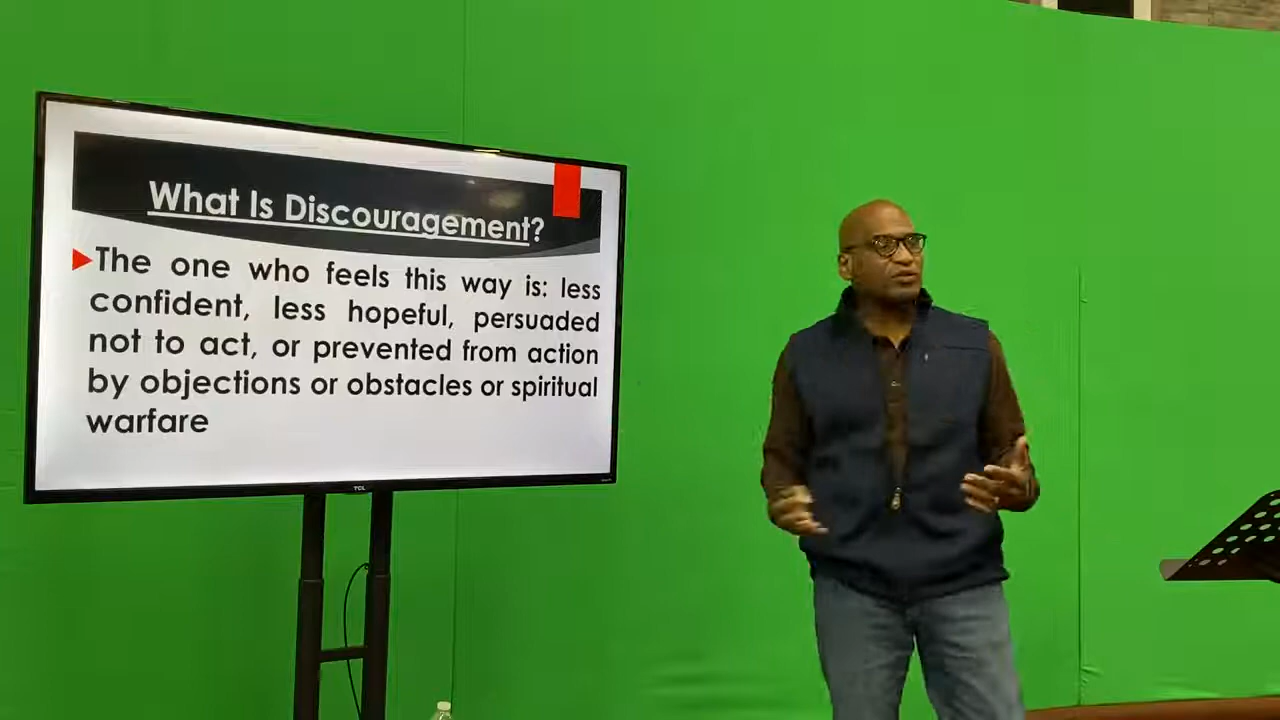 What Is Discouragement?
The one who feels this way is: less
confident, less hopeful, persuaded
not to act, or prevented from action
by objections or obstacles or spiritual
warfare
TCL